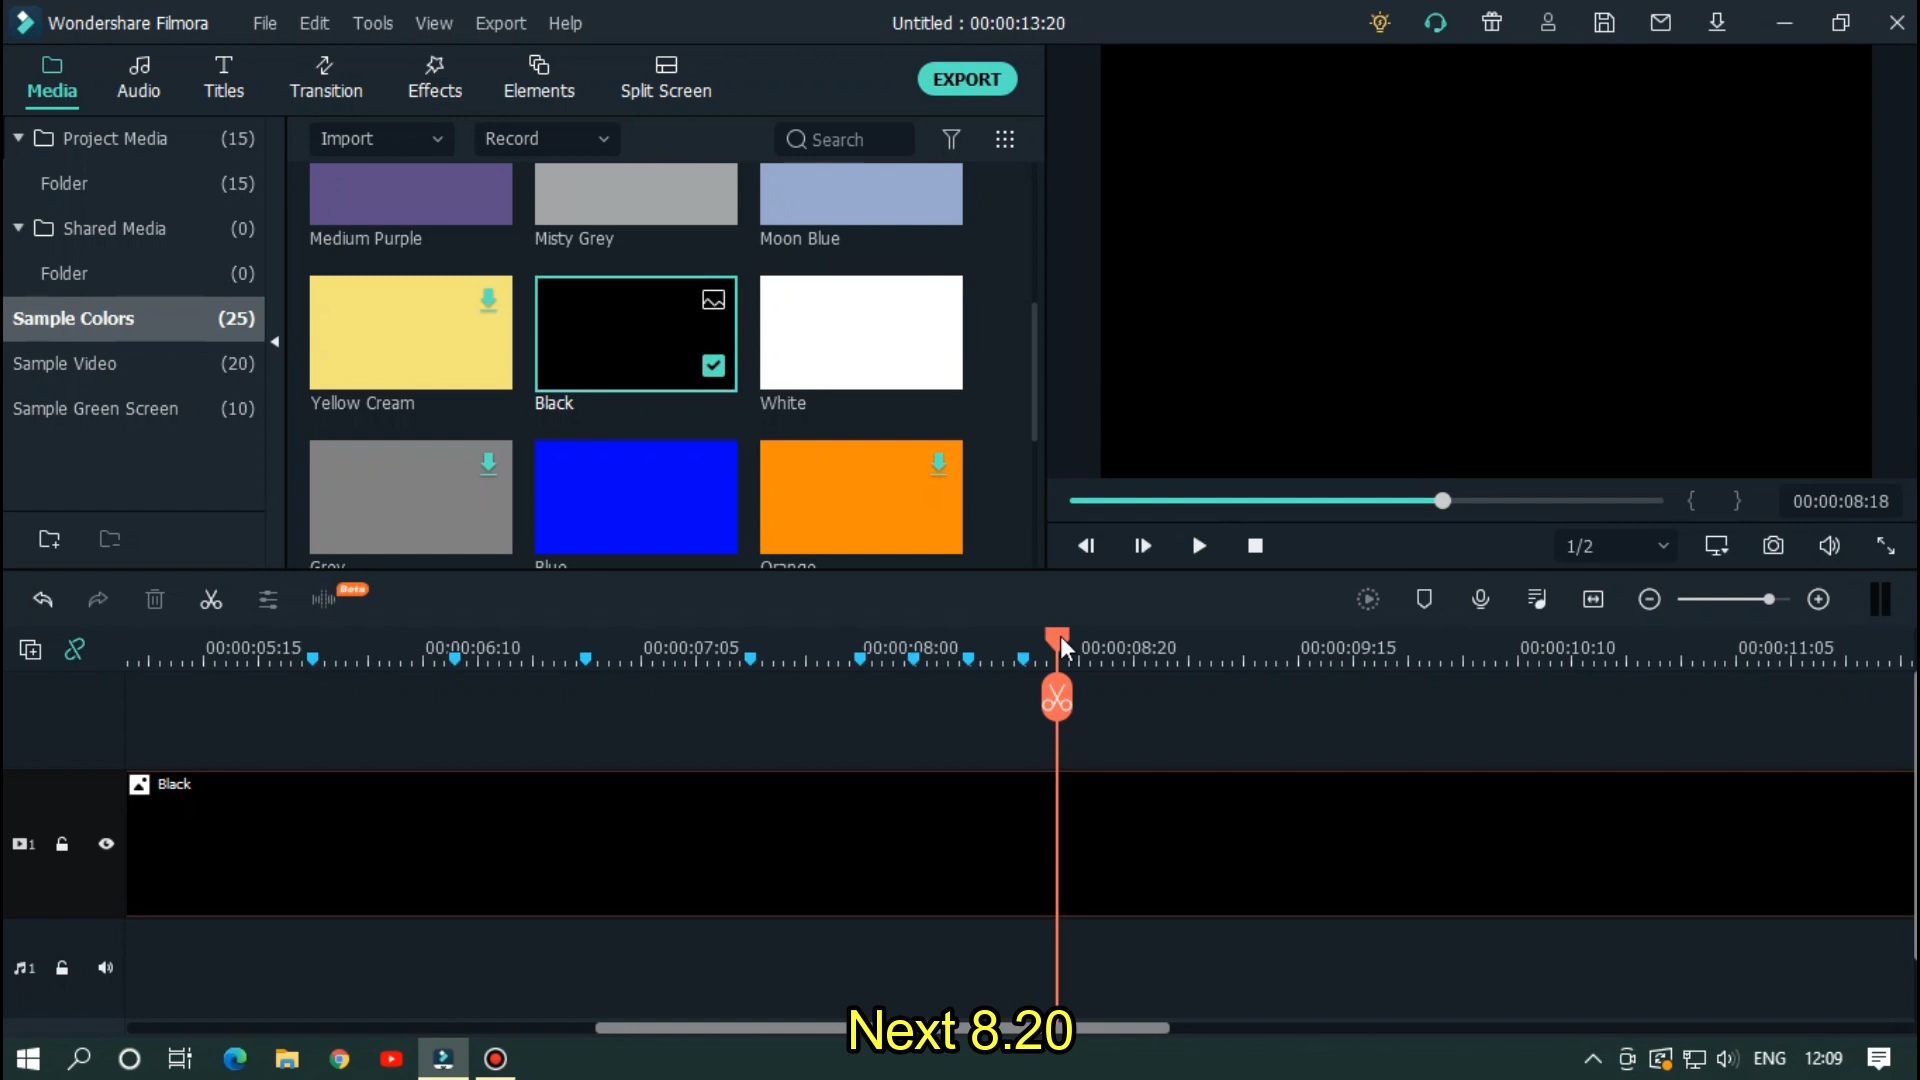 Wondershare Filmora
File
Edit
Tools
View
Export
Help
Untitled : 00:00:13:20
Media
Audio
Titles
Transition
Effects
Elements
Split Screen
EXPORT
Project Media (15)
Folder (15)
Shared Media (0)
Folder (0)
Sample Colors (25)
Sample Video (20)
Sample Green Screen (10)
Import
Record
Search
Medium Purple
Misty Grey
Moon Blue
Yellow Cream
Black
White
Grey
Blue
Orange
00:00:08:18
1/2
Beta
00:00:05:15
00:00:06:10
00:00:07:05
00:00:08:00
00:00:08:20
00:00:09:15
00:00:10:10
00:00:11:05
Black
1
1
Next 8.20
ENG
12:09